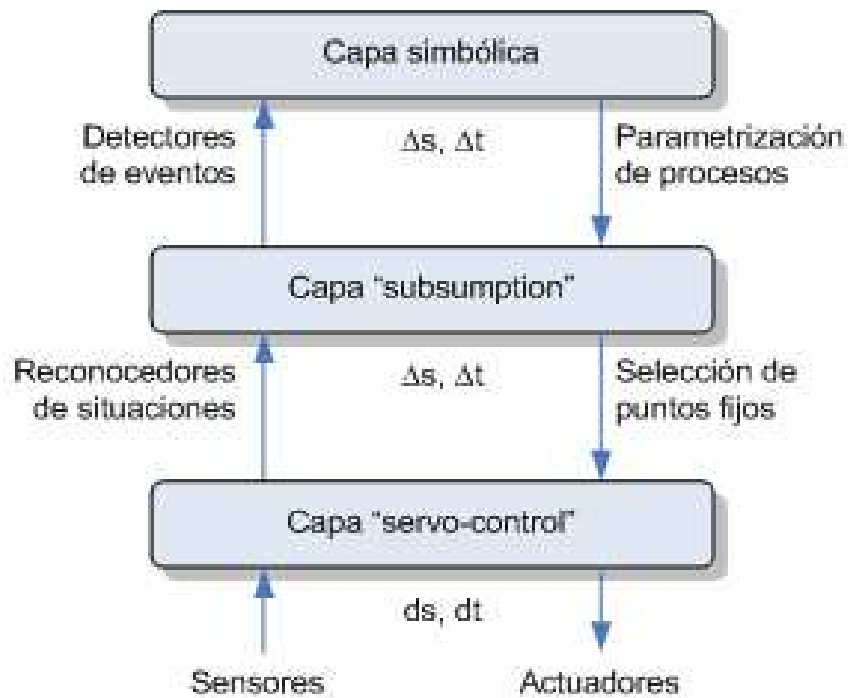 Capa simbólica
Detectores
de eventos
Δs, Δt
Parametrización
de procesos
Capa “subsumption”
Reconocedores
de situaciones
Δs, Δt
Selección de
puntos fijos
Capa “servo-control”
ds, dt
Sensores
Actuadores